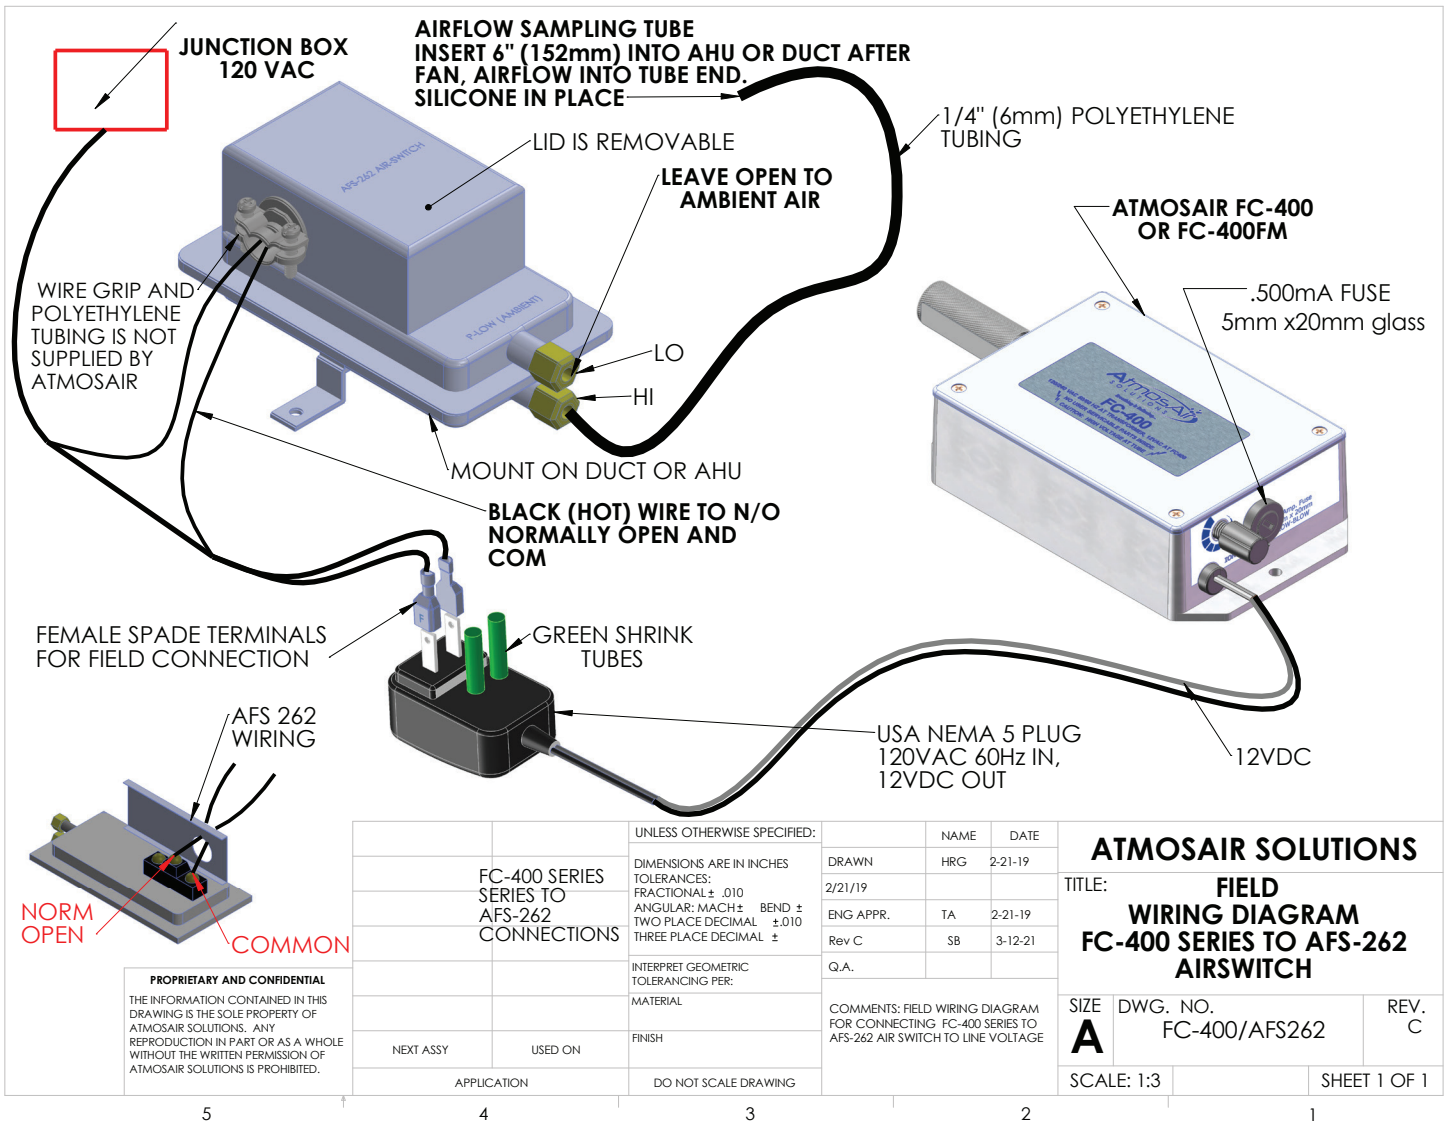 JUNCTION BOX
120 VAC
AIRFLOW SAMPLING TUBE
INSERT 6" (152mm) INTO AHU OR DUCT AFTER
FAN, AIRFLOW INTO TUBE END.
SILICONE IN PLACE
1/4" (6mm) POLYETHYLENE
TUBING
LID IS REMOVABLE
AFS-262 AIR-SWITCH
LEAVE OPEN TO
AMBIENT AIR
ATMOSAIR FC-400
OR FC-400FM
.500mA FUSE
5mm x20mm glass
WIRE GRIP AND
POLYETHYLENE
TUBING IS NOT
SUPPLIED BY
ATMOSAIR
P-LOW (AMBIENT)
LO
HI
ATMOSAIR
SOLUTIONS
FC-400
MOUNT ON DUCT OR AHU
BLACK (HOT) WIRE TO N/O
NORMALLY OPEN AND
COM
F
FEMALE SPADE TERMINALS
FOR FIELD CONNECTION
GREEN SHRINK
TUBES
AFS 262
WIRING
USA NEMA 5 PLUG
120VAC 60Hz IN,
12VDC OUT
12VDC
NORM
OPEN
COMMON
PROPRIETARY AND CONFIDENTIAL
THE INFORMATION CONTAINED IN THIS
DRAWING IS THE SOLE PROPERTY OF
ATMOSAIR SOLUTIONS. ANY
REPRODUCTION IN PART OR AS A WHOLE
WITHOUT THE WRITTEN PERMISSION OF
ATMOSAIR SOLUTIONS IS PROHIBITED.
FC-400 SERIES
SERIES TO
AFS-262
CONNECTIONS
NEXT ASSY USED ON
APPLICATION
UNLESS OTHERWISE SPECIFIED:
DIMENSIONS ARE IN INCHES
TOLERANCES:
FRACTIONAL ± .010
ANGULAR: MACH ± BEND ±
TWO PLACE DECIMAL ±.010
THREE PLACE DECIMAL ±
INTERPRET GEOMETRIC
TOLERANCING PER:
MATERIAL
FINISH
DO NOT SCALE DRAWING
NAME DATE
DRAWN HRG 2-21-19
2/21/19
ENG APPR. TA 2-21-19
Rev C SB 3-12-21
Q.A.
COMMENTS: FIELD WIRING DIAGRAM
FOR CONNECTING FC-400 SERIES TO
AFS-262 AIR SWITCH TO LINE VOLTAGE
ATMOSAIR SOLUTIONS
TITLE:
FIELD
WIRING DIAGRAM
FC-400 SERIES TO AFS-262
AIRSWITCH
SIZE DWG. NO. REV.
A FC-400/AFS262 C
SCALE: 1:3 SHEET 1 OF 1
5 4 3 2 1